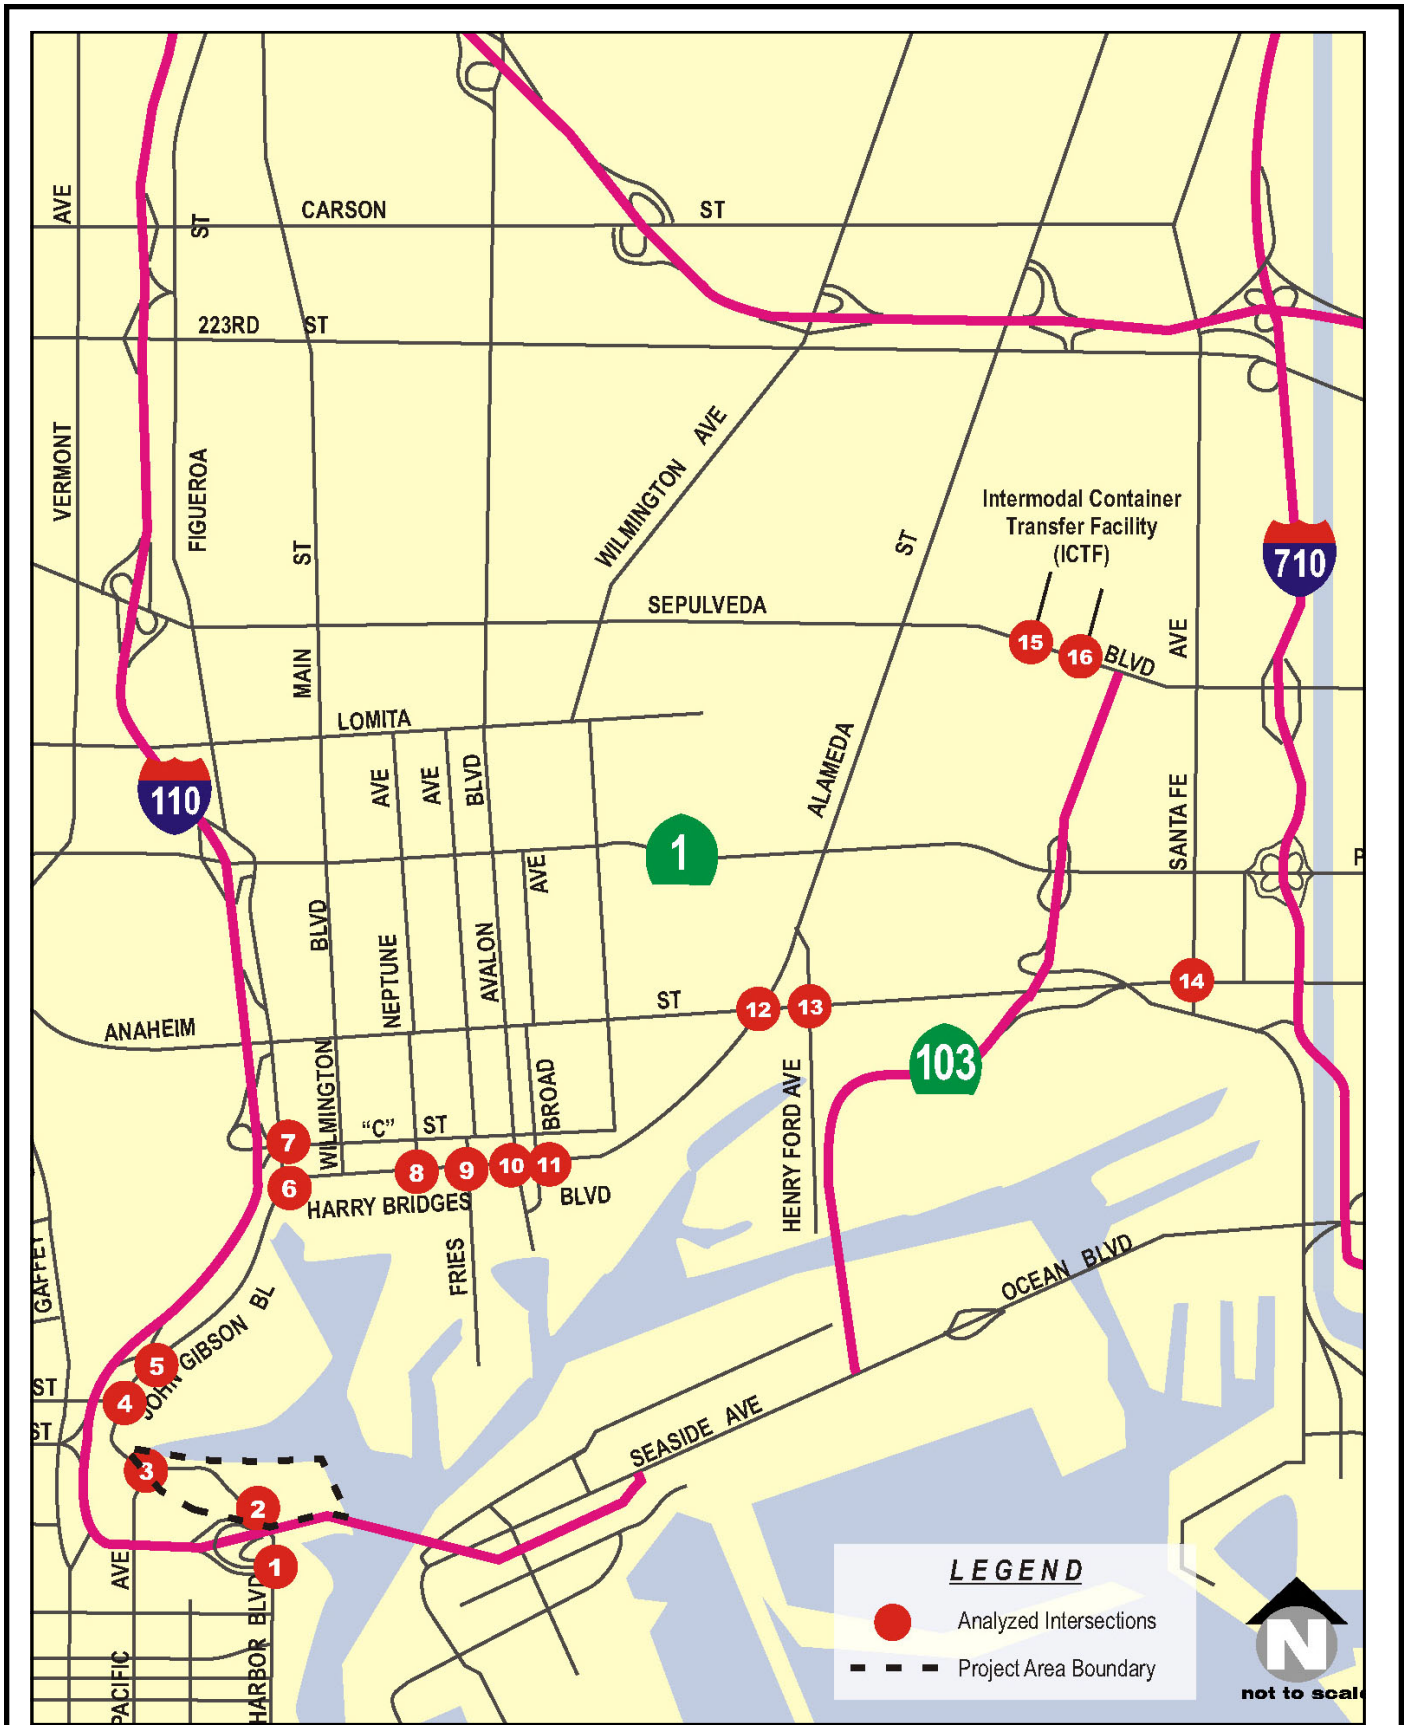 AVE
ST
CARSON
ST
223RD
ST
VERMONT
FIGUEROA
ST
MAIN
WILMINGTON
AVE
ST
Intermodal Container
Transfer Facility
(ICTF)
710
SEPULVEDA
15
16
BLVD
AVE
LOMITA
AVE
AVE
BLVD
ALAMEDA
110
1
AVE
SANTA FE
P
BLVD
NEPTUNE
AVALON
14
ANAHEIM
ST
12
13
103
WILMINGTON
BROAD
HENRY FORD AVE
7
"C"
ST
6
8
9
10
11
HARRY BRIDGES
BLVD
GAFFEY
FRIES
OCEAN BLVD
JOHN GIBSON BL
5
ST
4
ST
SEASIDE AVE
3
2
1
AVE
PACIFIC
HARBOR BLVD
LEGEND
Analyzed Intersections
Project Area Boundary
N
not to scale